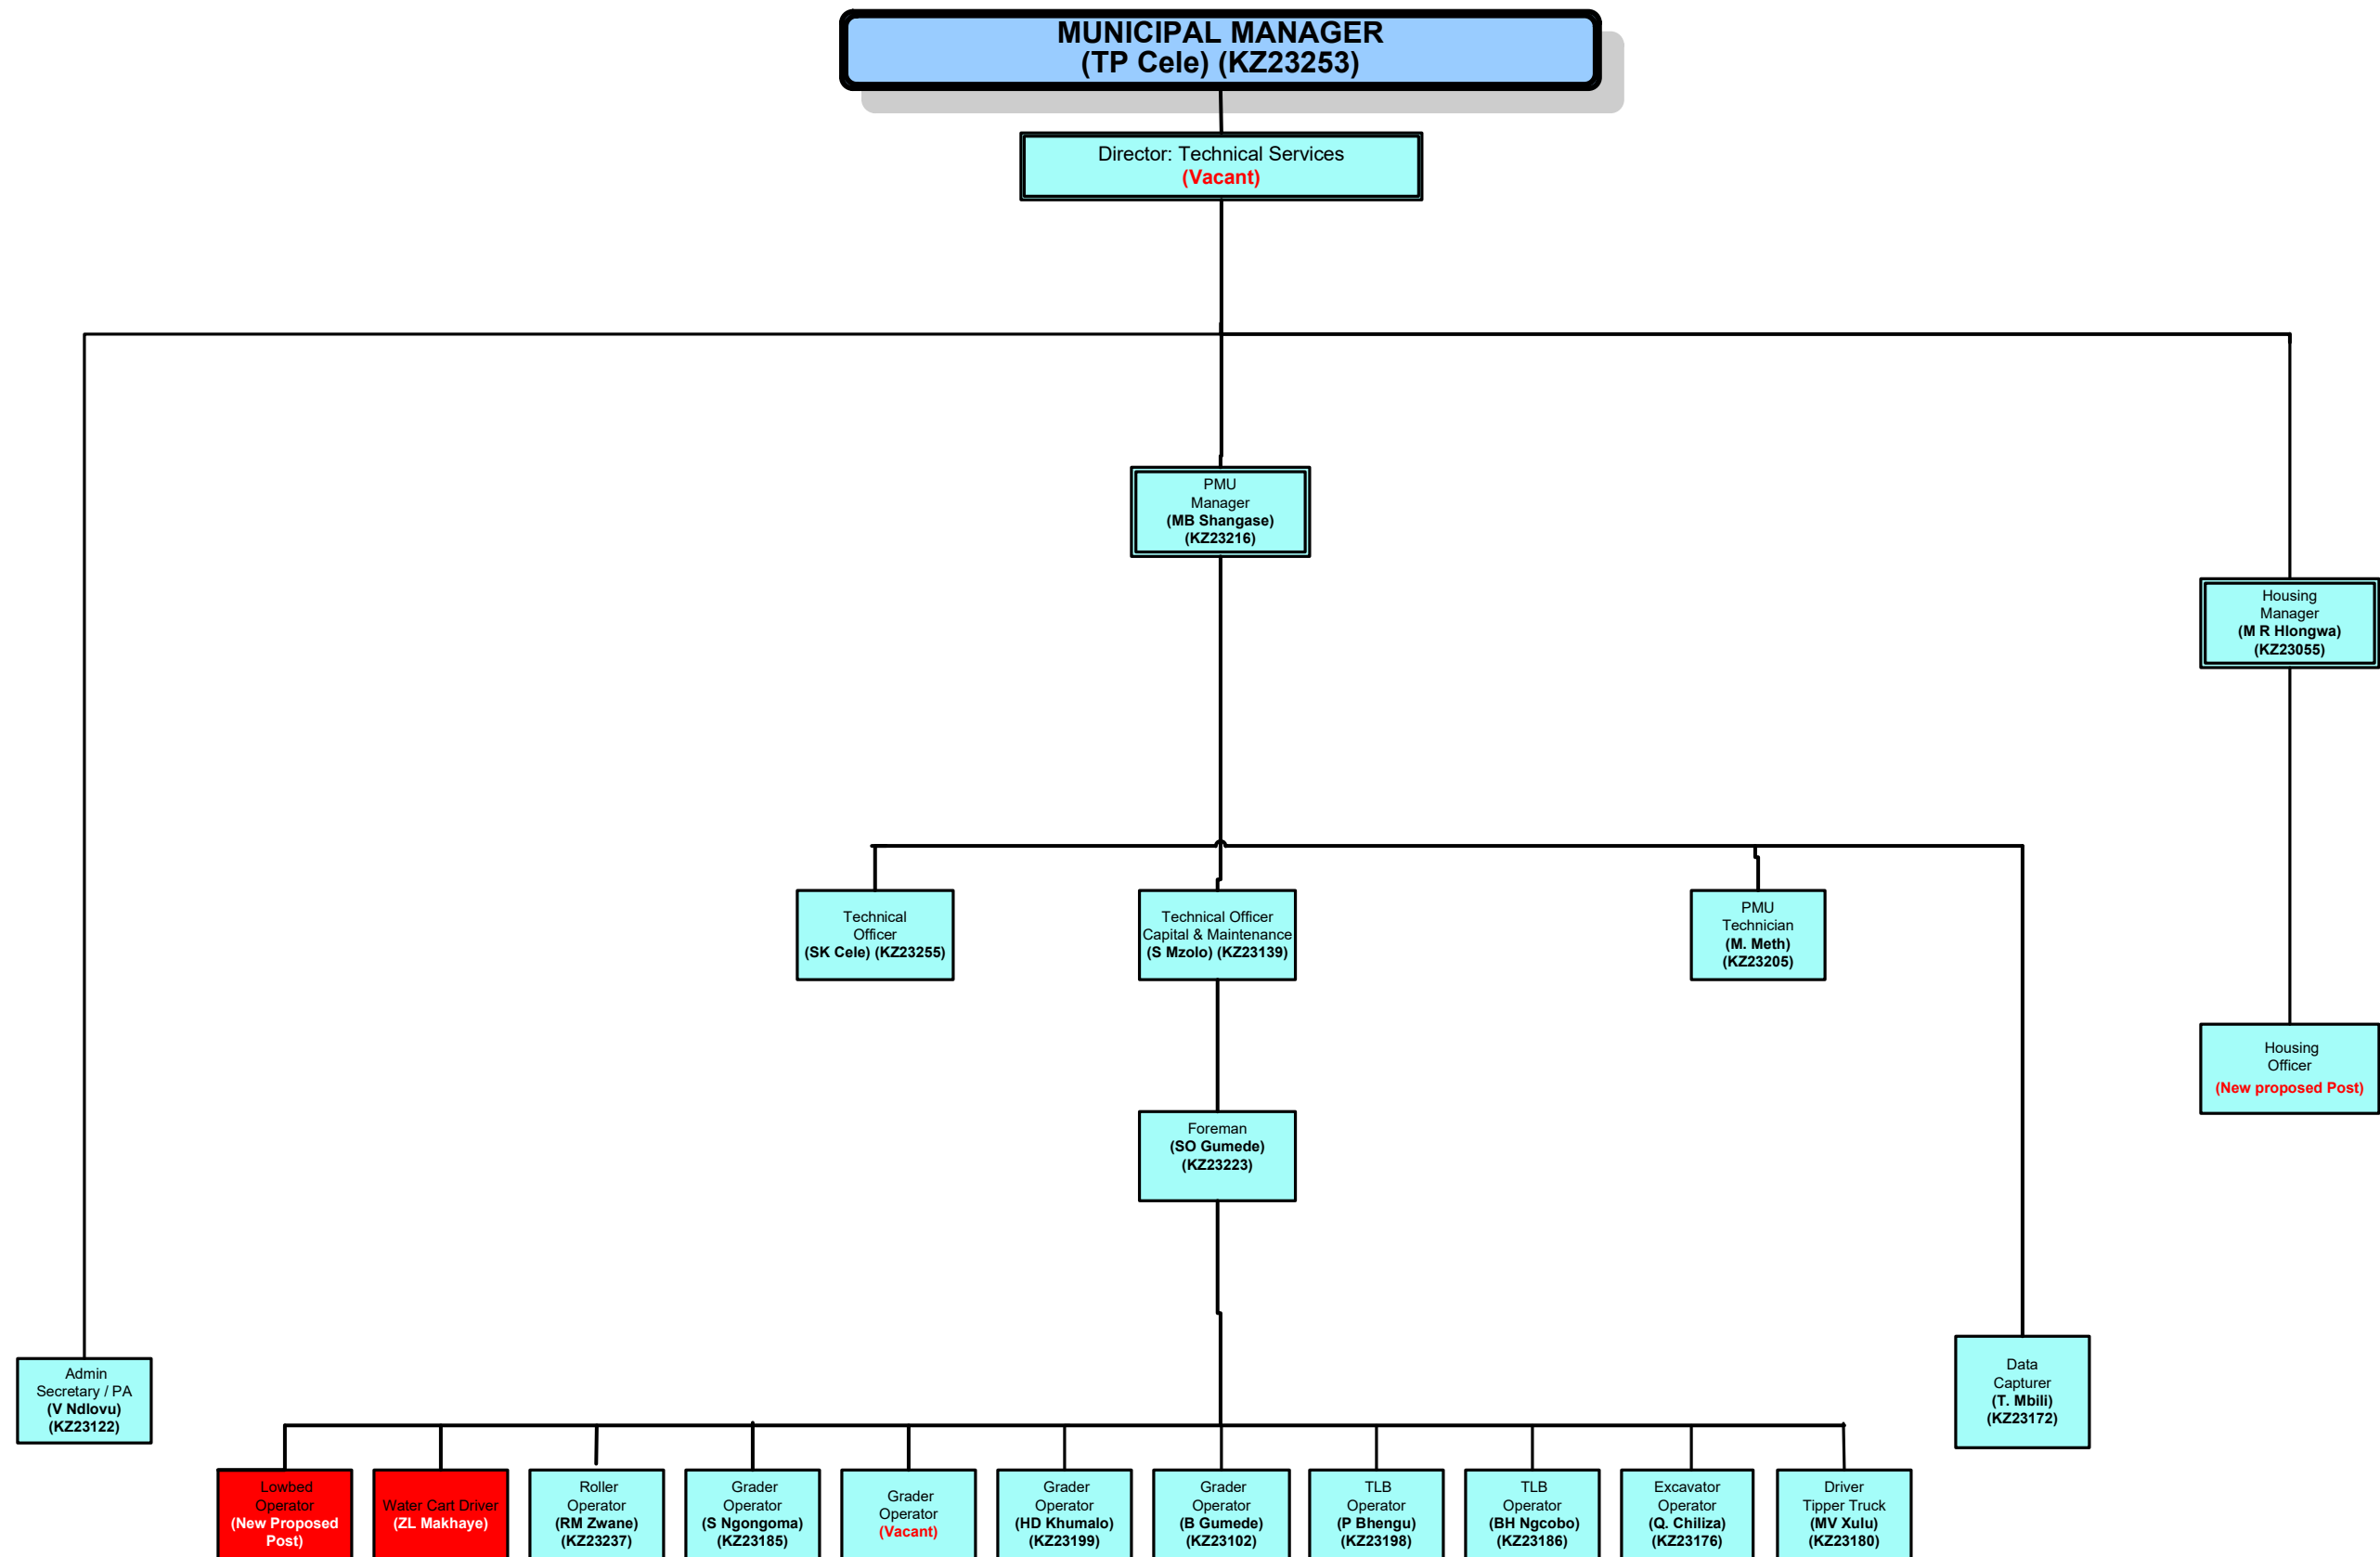 MUNICIPAL MANAGER
(TP Cele) (KZ23253)
Director: Technical Services
(Vacant)
PMU
Manager
(MB Shangase)
(KZ23216)
Housing
Manager
(M R Hlongwa)
(KZ23055)
Technical
Officer
(SK Cele) (KZ23255)
Technical Officer
Capital & Maintenance
(S Mzolo) (KZ23139)
PMU
Technician
(M. Meth)
(KZ23205)
Housing
Officer
(New proposed Post)
Foreman
(SO Gumede)
(KZ23223)
Admin
Secretary / PA
(V Ndlovu)
(KZ23122)
Data
Capturer
(T. Mbili)
(KZ23172)
Lowbed
Operator
(New Proposed
Post)
Water Cart Driver
(ZL Makhaye)
Roller
Operator
(RM Zwane)
(KZ23237)
Grader
Operator
(S Ngongoma)
(KZ23185)
Grader
Operator
(Vacant)
Grader
Operator
(HD Khumalo)
(KZ23199)
Grader
Operator
(B Gumede)
(KZ23102)
TLB
Operator
(P Bhengu)
(KZ23198)
TLB
Operator
(BH Ngcobo)
(KZ23186)
Excavator
Operator
(Q. Chiliza)
(KZ23176)
Driver
Tipper Truck
(MV Xulu)
(KZ23180)